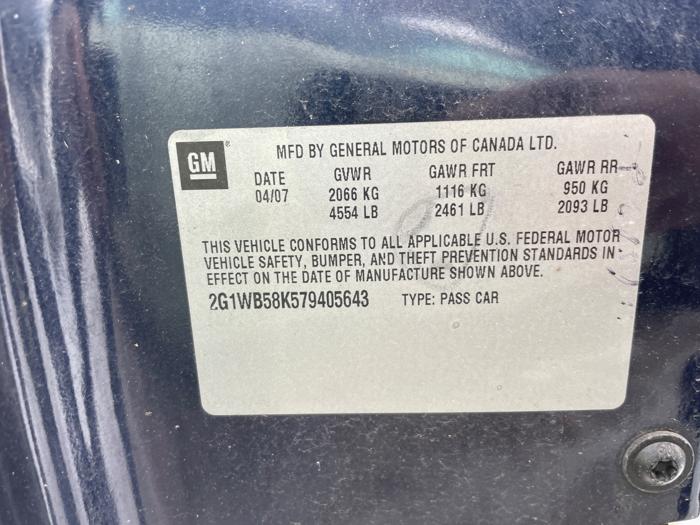 GM
MFD BY GENERAL MOTORS OF CANADA LTD.
DATE GVWR GAWR FRT GAWR RR
04/07 2066 KG 1116 KG 950 KG
4554 LB 2461 LB 2093 LB
THIS VEHICLE CONFORMS TO ALL APPLICABLE U.S. FEDERAL MOTOR
VEHICLE SAFETY, BUMPER, AND THEFT PREVENTION STANDARDS IN
EFFECT ON THE DATE OF MANUFACTURE SHOWN ABOVE.
2G1WB58K579405643 TYPE: PASS CAR